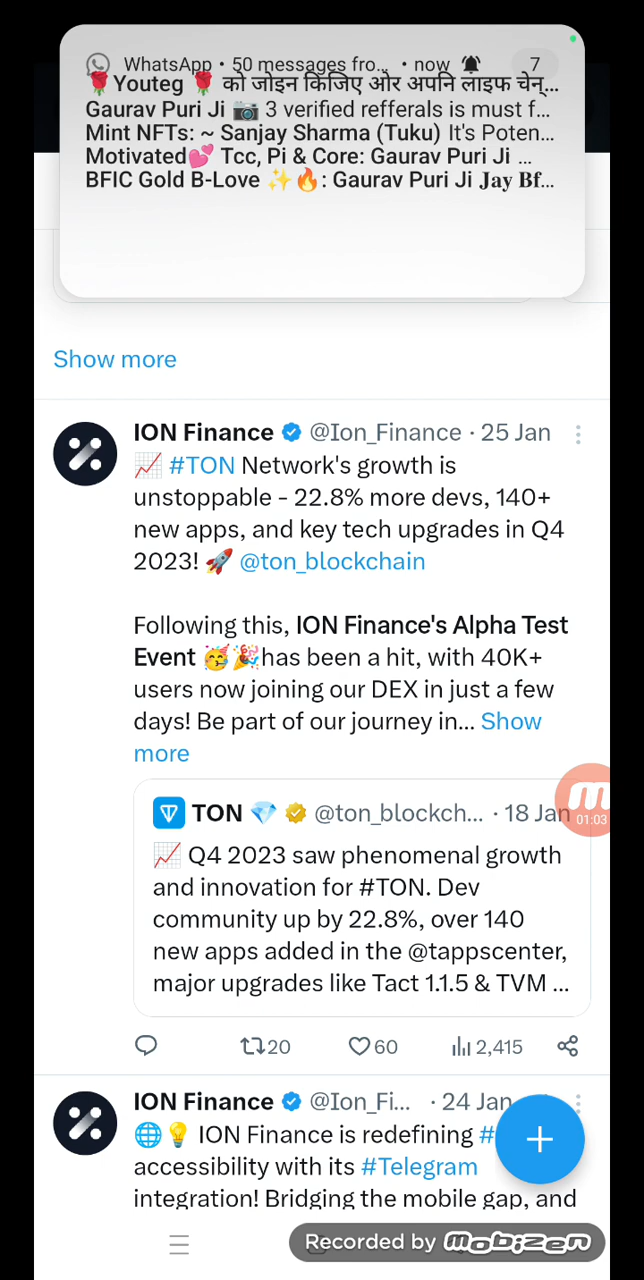 WhatsApp • 50 messages fro... • now 7
🌹Youteg 🌹 को जोइन किजिए ओर अपनि लाइफ चेन्...
Gaurav Puri Ji 📷 3 verified refferals is must f...
Mint NFTs: ~ Sanjay Sharma (Tuku) It's Poten...
Motivated💕 Tcc, Pi & Core: Gaurav Puri Ji ...
BFIC Gold B-Love ✨🔥: Gaurav Puri Ji 𝐉𝐚𝐲 𝐁𝐟...
Show more
ION Finance @Ion_Finance · 25 Jan
📈 #TON Network's growth is
unstoppable - 22.8% more devs, 140+
new apps, and key tech upgrades in Q4
2023! 🚀 @ton_blockchain
Following this, ION Finance's Alpha Test
Event 🥳🎉has been a hit, with 40K+
users now joining our DEX in just a few
days! Be part of our journey in... Show
more
TON 💎 @ton_blockch... · 18 Jan
01:03
📈 Q4 2023 saw phenomenal growth
and innovation for #TON. Dev
community up by 22.8%, over 140
new apps added in the @tappscenter,
major upgrades like Tact 1.1.5 & TVM ...
20 60 2,415
ION Finance @Ion_Fi... · 24 Jan
🌐💡 ION Finance is redefining #
accessibility with its #Telegram
integration! Bridging the mobile gap, and
Recorded by mobizen